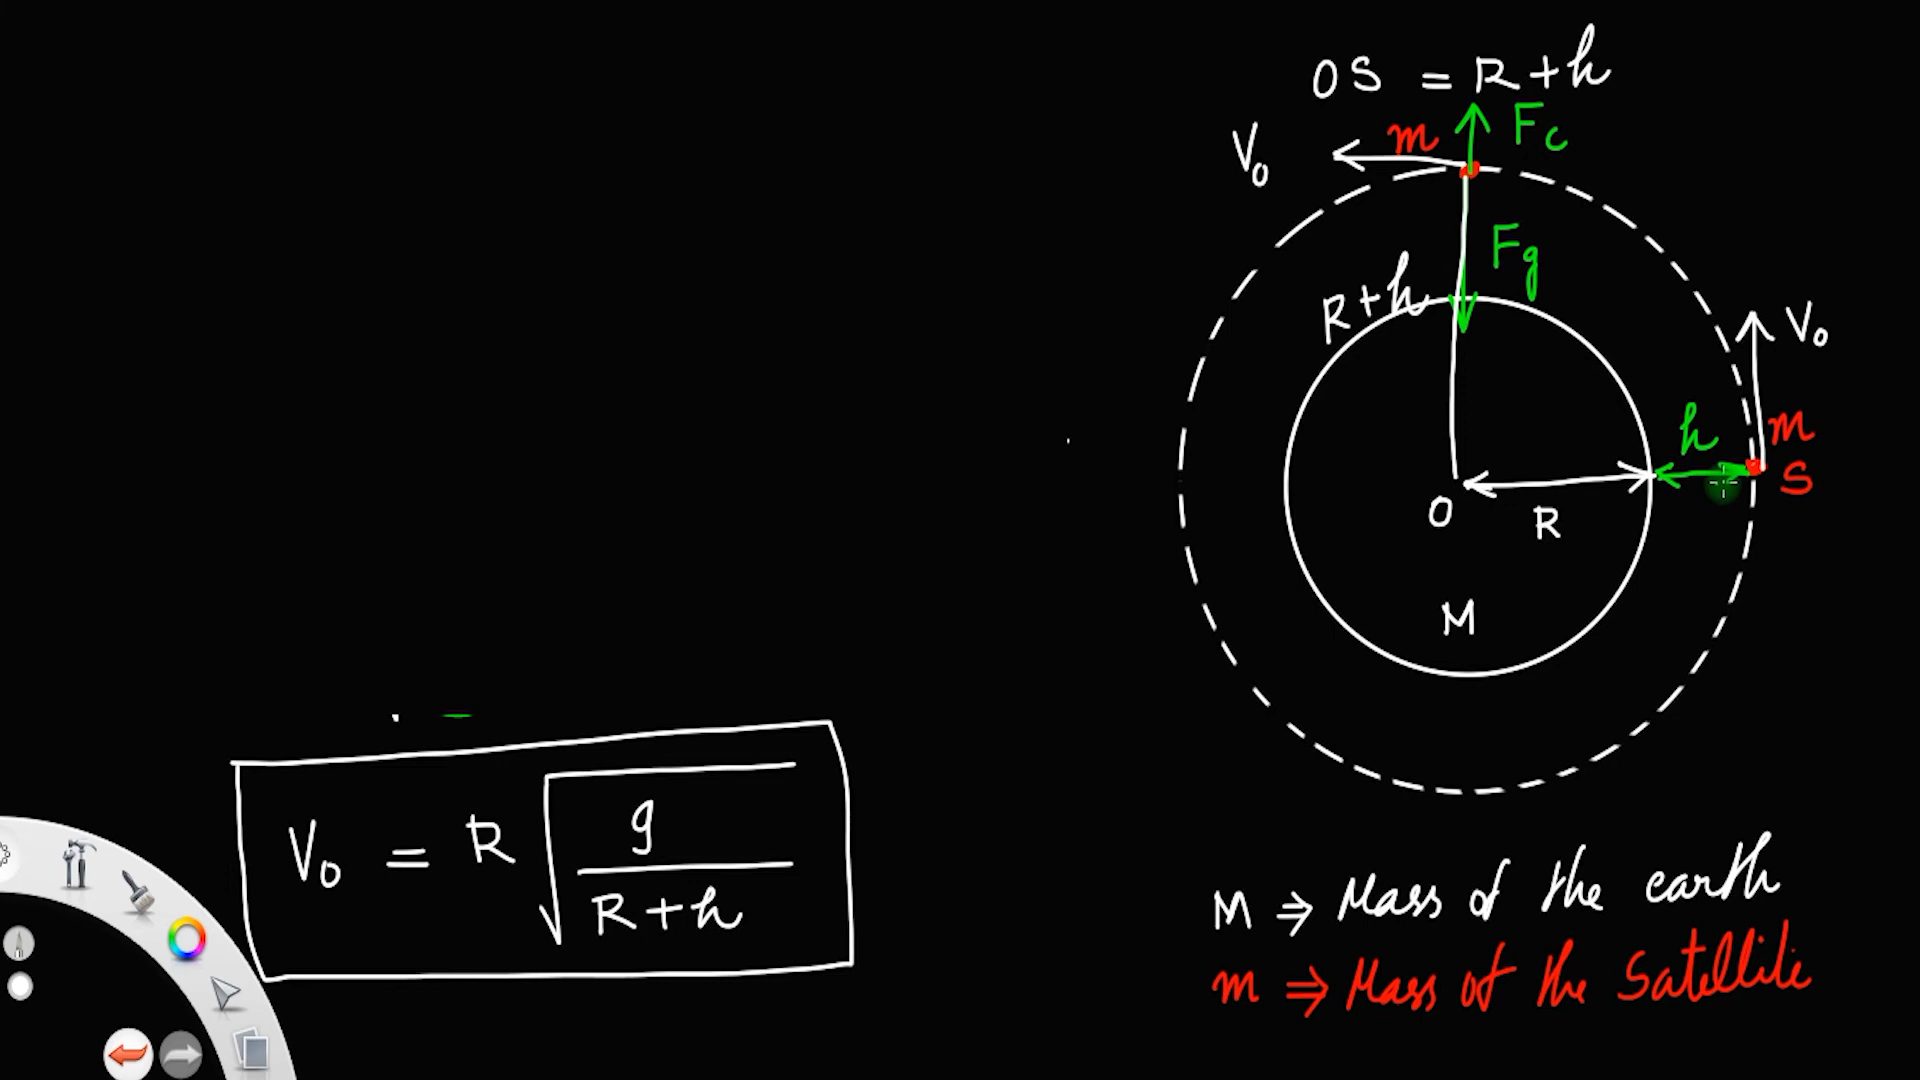 OS = R+h
V₀ m Fc
Fg
R+h
V₀
h m
O R S
M
V₀ = R √(g/(R+h))
M ⇒ Mass of the earth
m ⇒ Mass of the Satellite